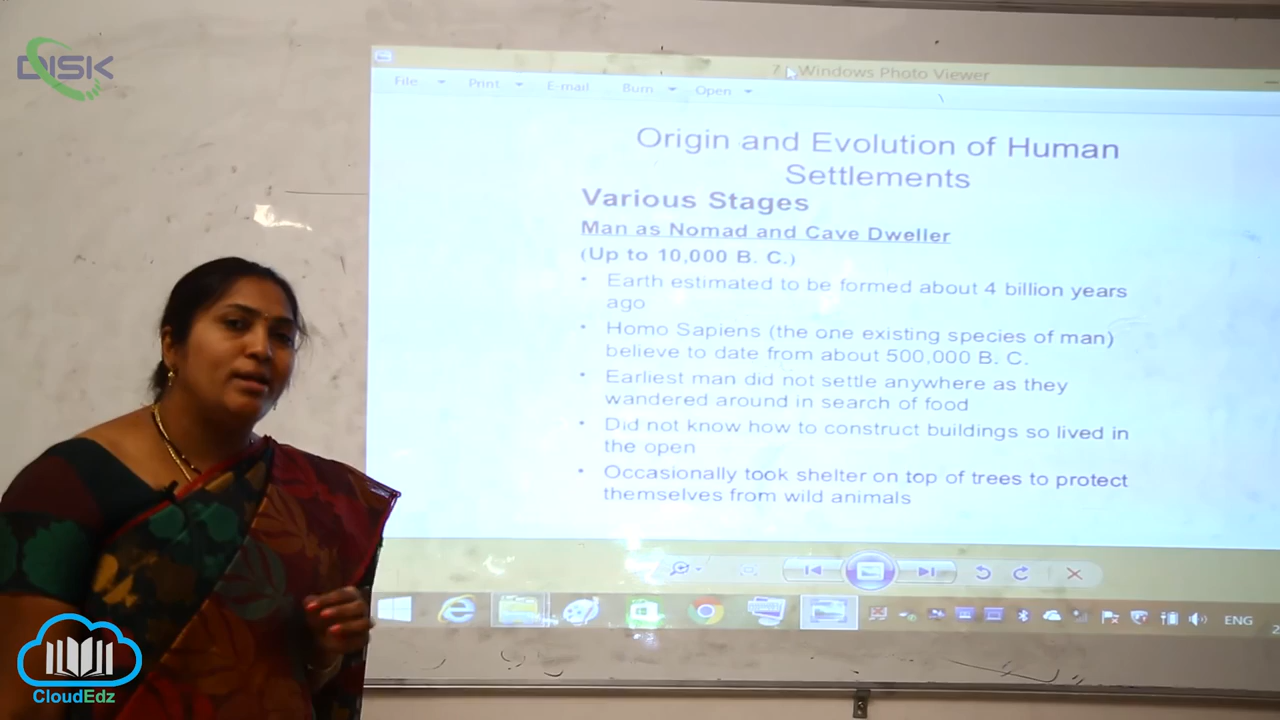 DISK
7 - Windows Photo Viewer
File Print E-mail Burn Open
Origin and Evolution of Human
Settlements
Various Stages
Man as Nomad and Cave Dweller
(Up to 10,000 B. C.)
• Earth estimated to be formed about 4 billion years
ago
• Homo Sapiens (the one existing species of man)
believe to date from about 500,000 B. C.
• Earliest man did not settle anywhere as they
wandered around in search of food
• Did not know how to construct buildings so lived in
the open
• Occasionally took shelter on top of trees to protect
themselves from wild animals
ENG
CloudEdz